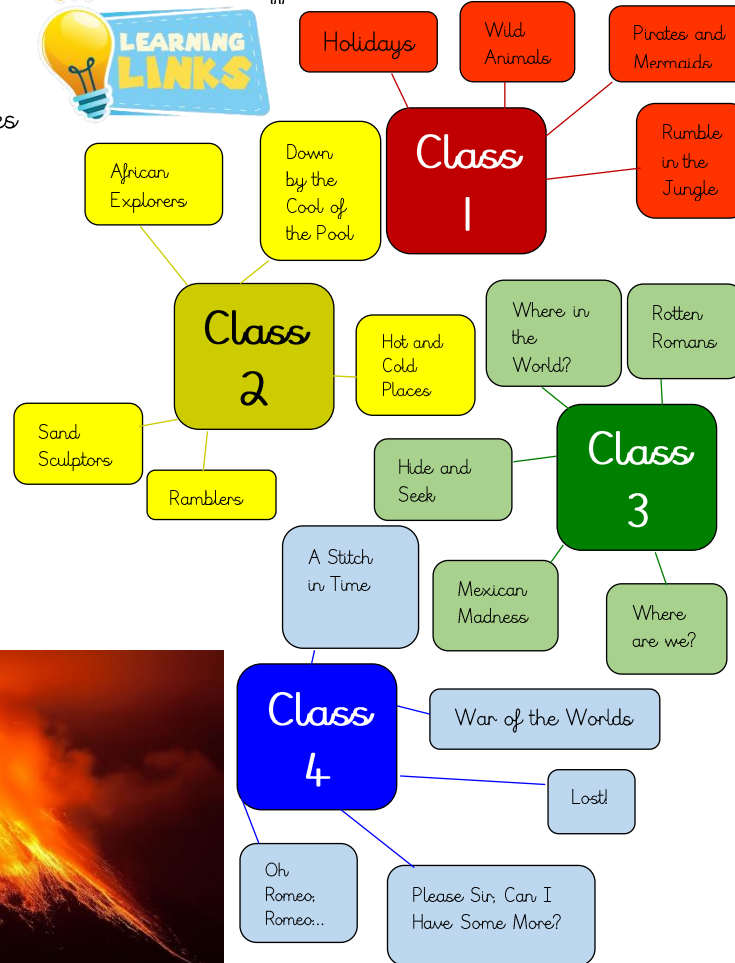 LEARNING
LINKS
es
Holidays
Wild
Animals
Pirates and
Mermaids
Rumble
in the
Jungle
Class
1
African
Explorers
Down
by the
Cool of
the Pool
Class
2
Hot and
Cold
Places
Sand
Sculptors
Ramblers
Where in
the
World?
Rotten
Romans
Class
3
Hide and
Seek
Mexican
Madness
Where
are we?
A Stitch
in Time
Class
4
War of the Worlds
Lost!
Oh
Romeo,
Romeo...
Please Sir, Can I
Have Some More?